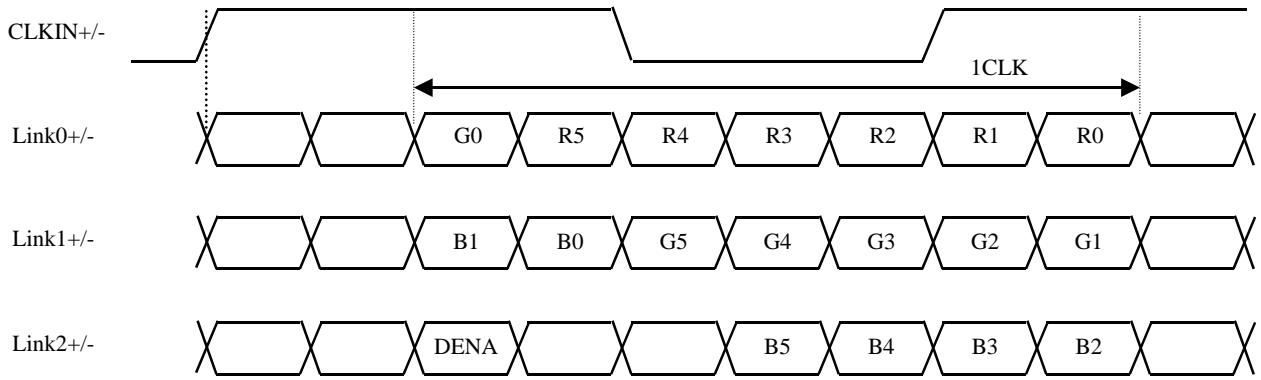 CLKIN+/-
1CLK
Link0+/- G0 R5 R4 R3 R2 R1 R0
Link1+/- B1 B0 G5 G4 G3 G2 G1
Link2+/- DENA B5 B4 B3 B2